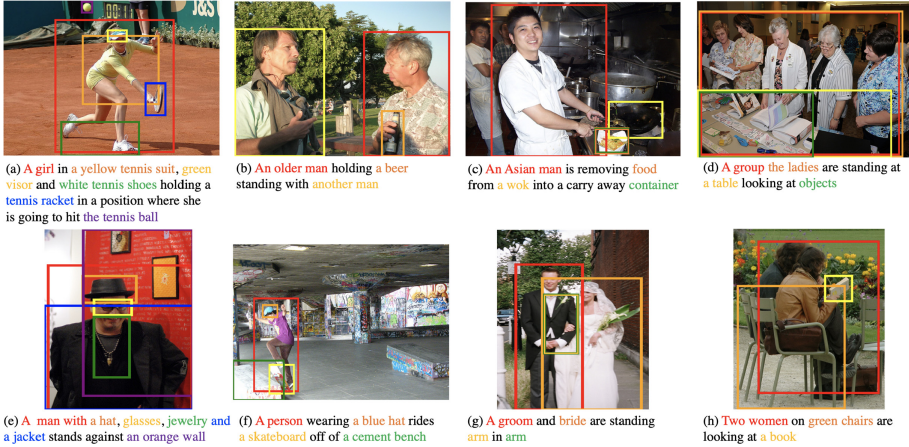 00:11
J&S
(a) A girl in a yellow tennis suit, green
visor and white tennis shoes holding a
tennis racket in a position where she
is going to hit the tennis ball
(b) An older man holding a beer
standing with another man
(c) An Asian man is removing food
from a wok into a carry away container
(d) A group the ladies are standing at
a table looking at objects
(e) A man with a hat, glasses, jewelry and
a jacket stands against an orange wall
(f) A person wearing a blue hat rides
a skateboard off of a cement bench
(g) A groom and bride are standing
arm in arm
(h) Two women on green chairs are
looking at a book